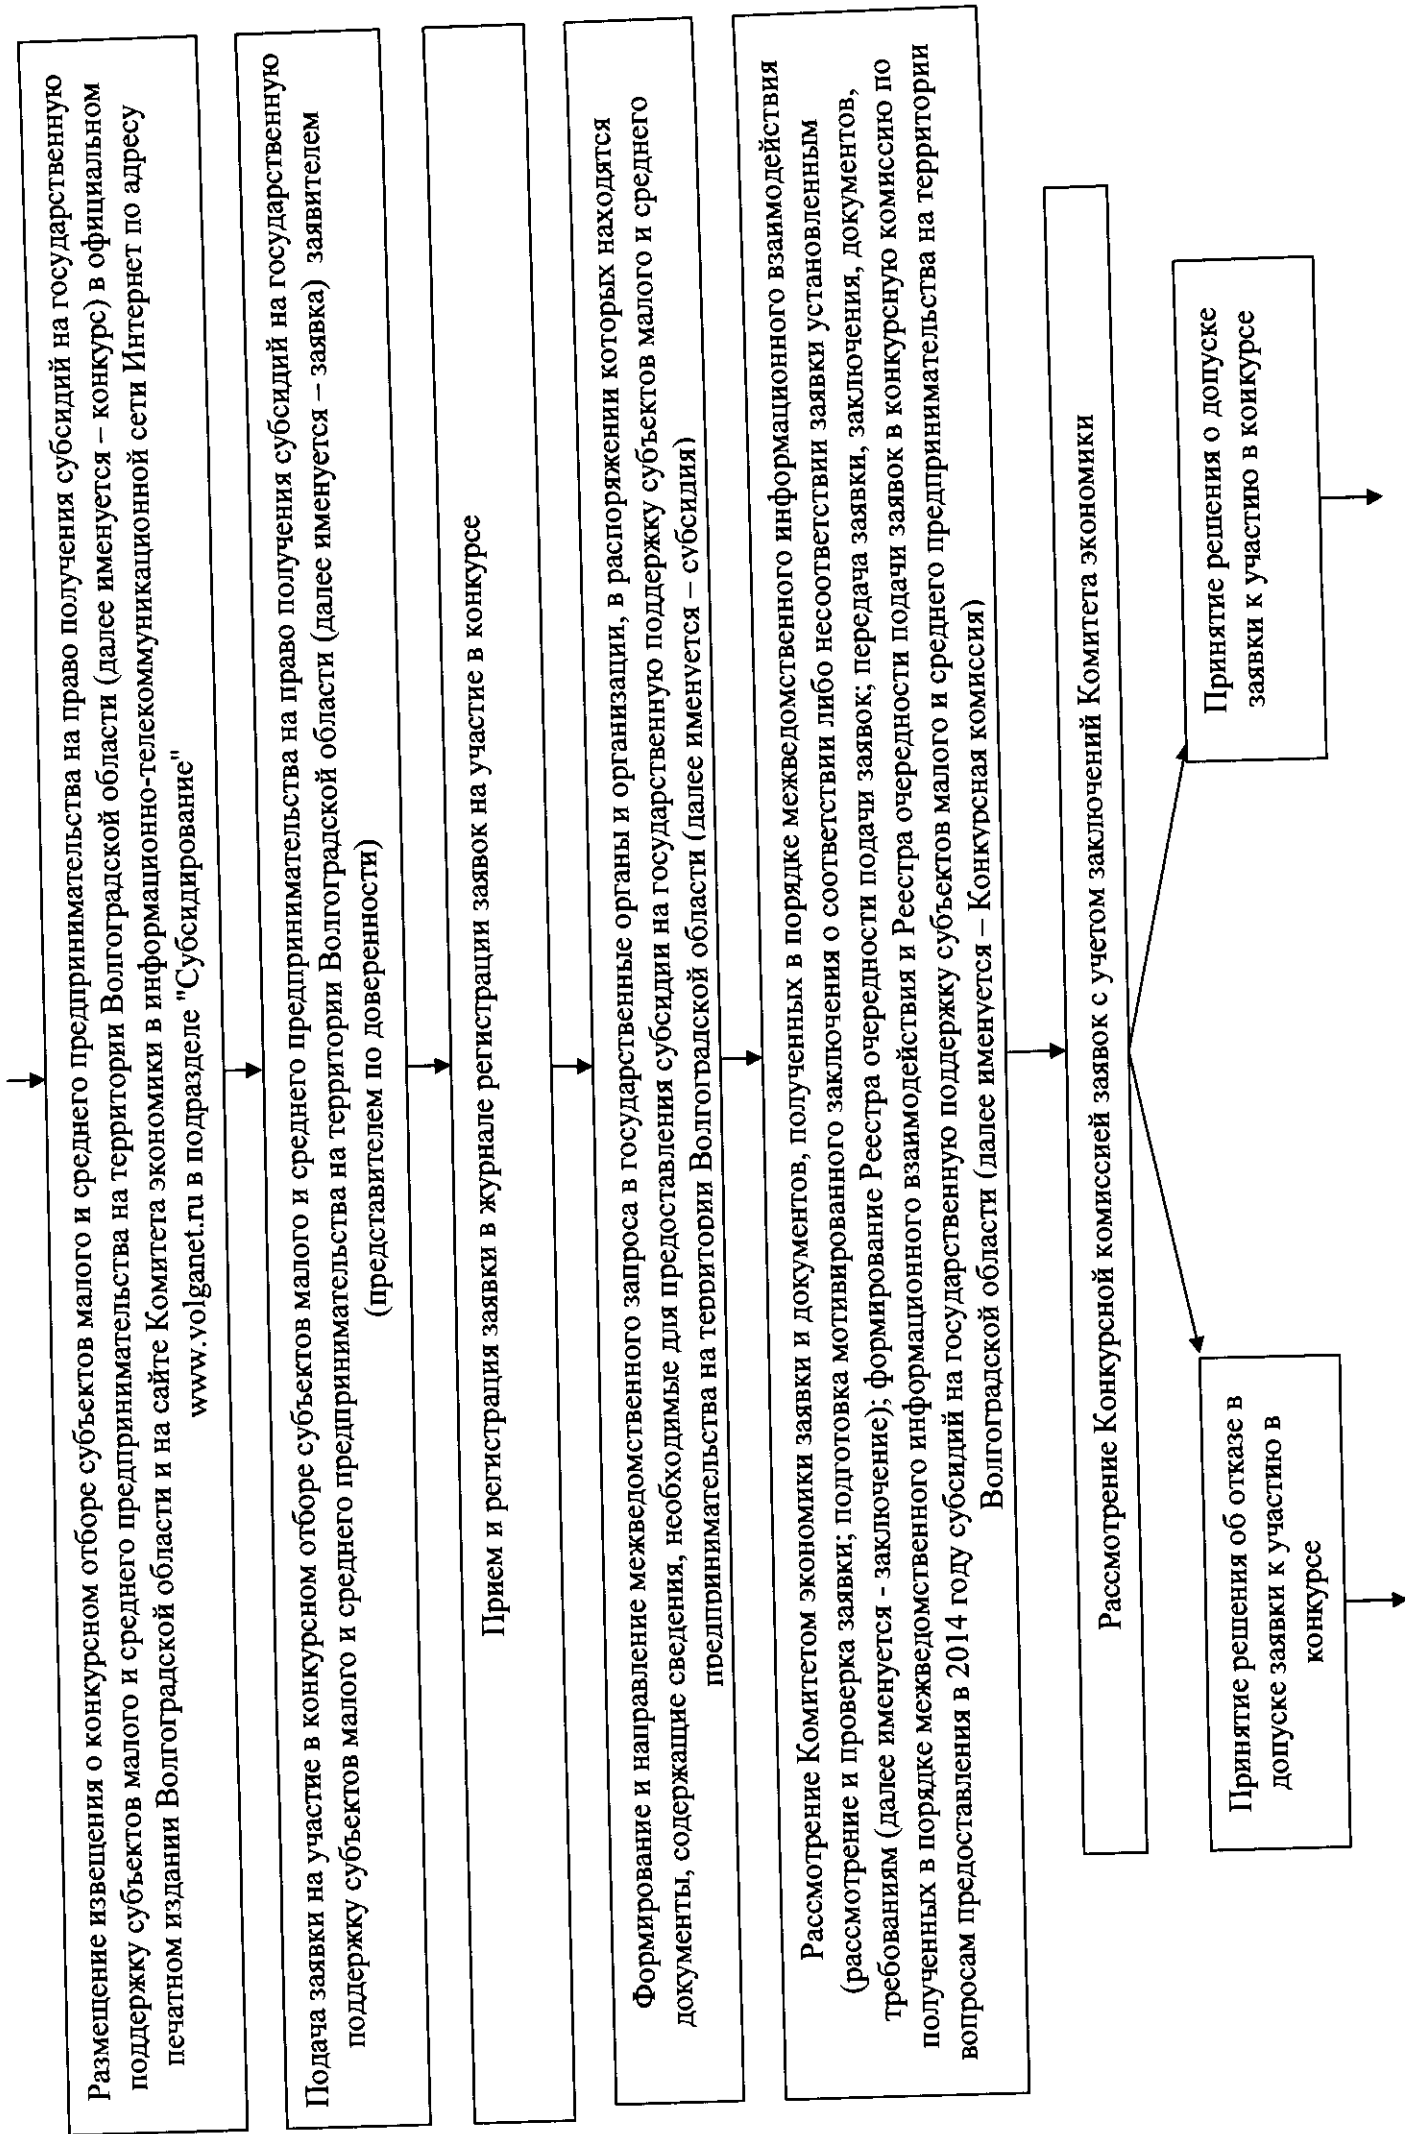 Размещение извещения о конкурсном отборе субъектов малого и среднего предпринимательства на право получения субсидий на государственную
поддержку субъектов малого и среднего предпринимательства на территории Волгоградской области (далее именуется – конкурс) в официальном
печатном издании Волгоградской области и на сайте Комитета экономики в информационно-телекоммуникационной сети Интернет по адресу
www.volganet.ru в подразделе "Субсидирование"
Подача заявки на участие в конкурсном отборе субъектов малого и среднего предпринимательства на право получения субсидий на государственную
поддержку субъектов малого и среднего предпринимательства на территории Волгоградской области (далее именуется – заявка) заявителем
(представителем по доверенности)
Прием и регистрация заявки в журнале регистрации заявок на участие в конкурсе
Формирование и направление межведомственного запроса в государственные органы и организации, в распоряжении которых находятся
документы, содержащие сведения, необходимые для предоставления субсидии на государственную поддержку субъектов малого и среднего
предпринимательства на территории Волгоградской области (далее именуется – субсидия)
Рассмотрение Комитетом экономики заявки и документов, полученных в порядке межведомственного информационного взаимодействия
(рассмотрение и проверка заявки; подготовка мотивированного заключения о соответствии либо несоответствии заявки установленным
требованиям (далее именуется - заключение); формирование Реестра очередности подачи заявок; передача заявки, заключения, документов,
полученных в порядке межведомственного информационного взаимодействия и Реестра очередности подачи заявок в конкурсную комиссию по
вопросам предоставления в 2014 году субсидий на государственную поддержку субъектов малого и среднего предпринимательства на территории
Волгоградской области (далее именуется – Конкурсная комиссия)
Рассмотрение Конкурсной комиссией заявок с учетом заключений Комитета экономики
Принятие решения об отказе в
допуске заявки к участию в
конкурсе
Принятие решения о допуске
заявки к участию в конкурсе